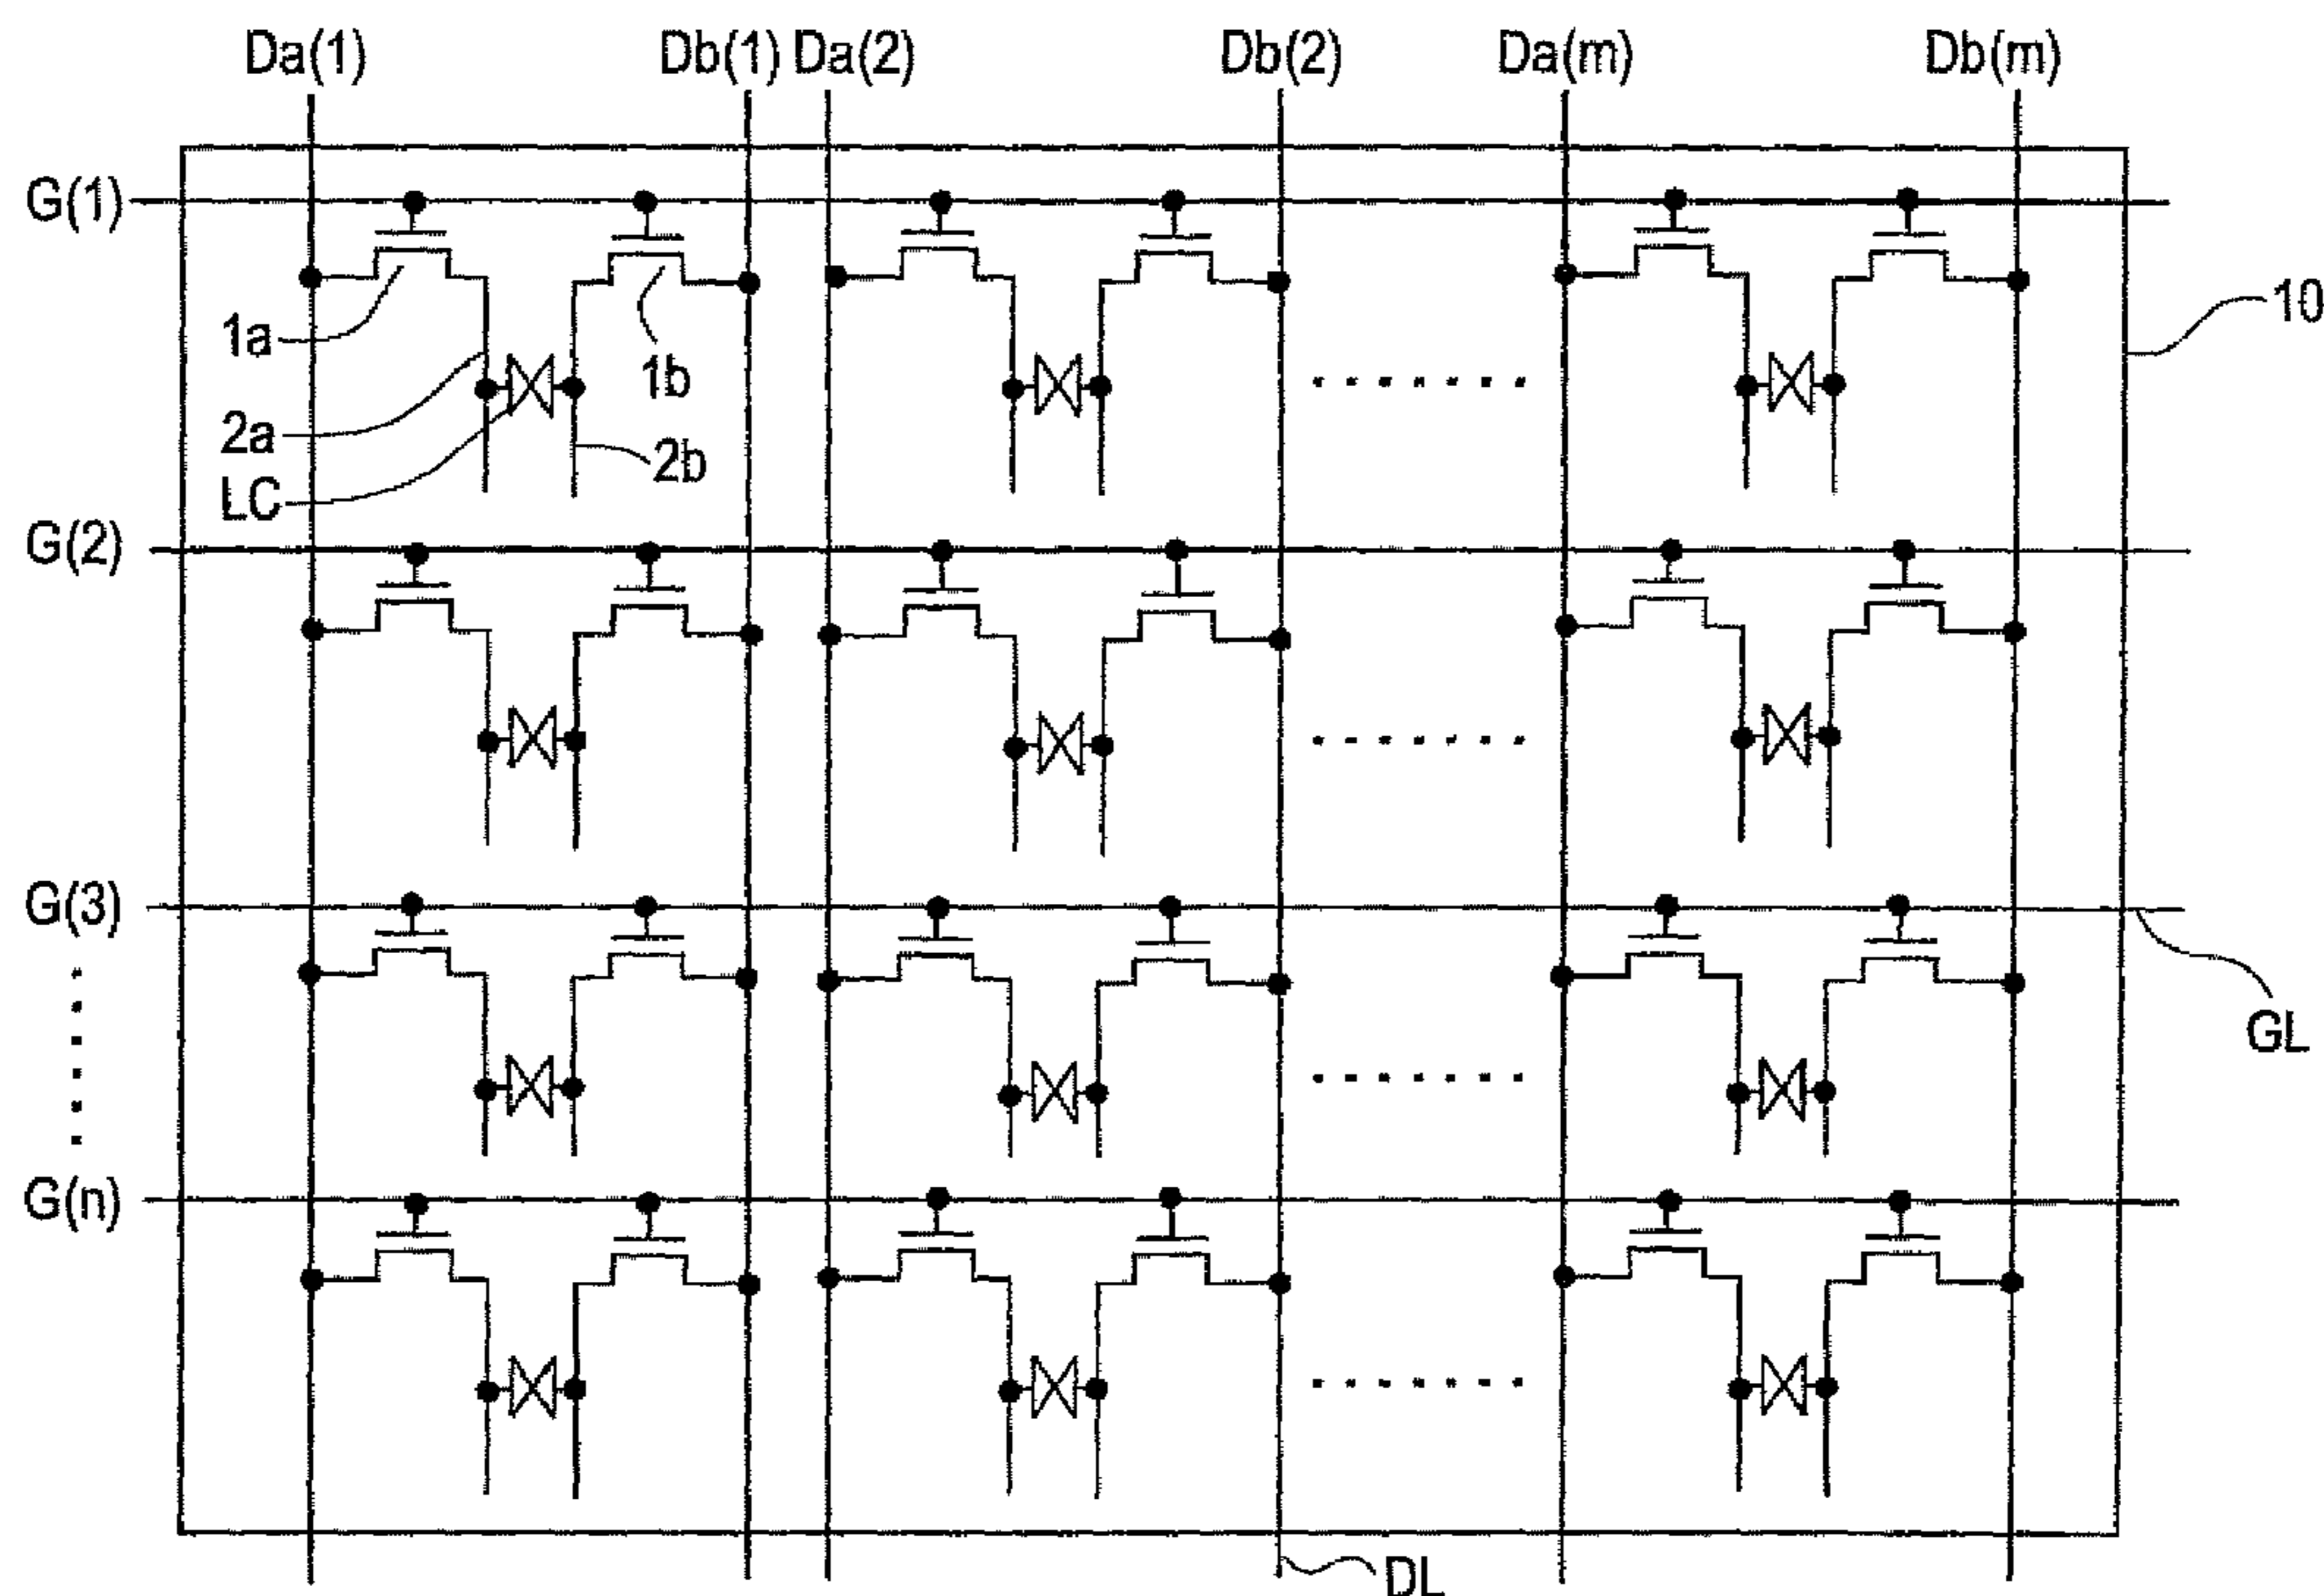 Da(1) Db(1) Da(2) Db(2) Da(m) Db(m)
G(1)
10
1a
1b
2a
2b
LC
G(2)
G(3)
GL
G(n)
DL